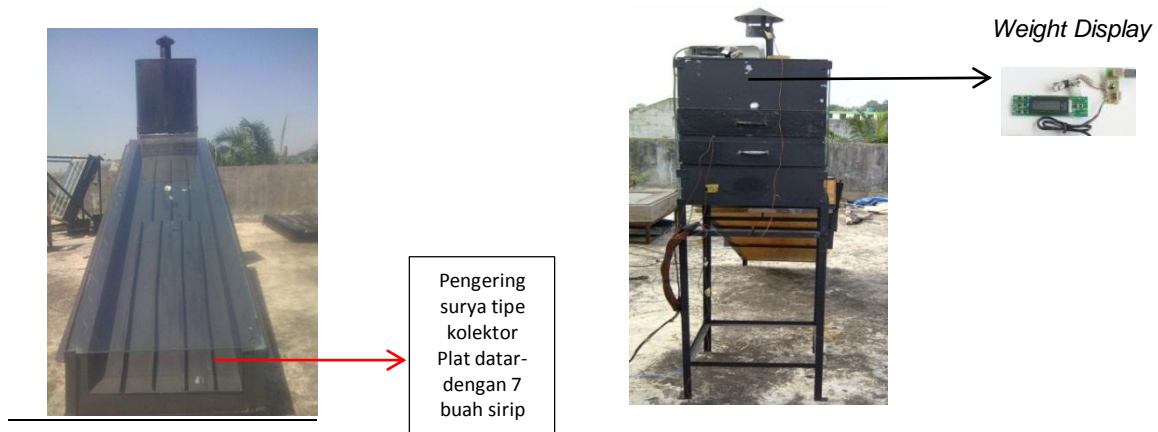 Weight Display
Pengering
surya tipe
kolektor
Plat datar-
dengan 7
buah sirip